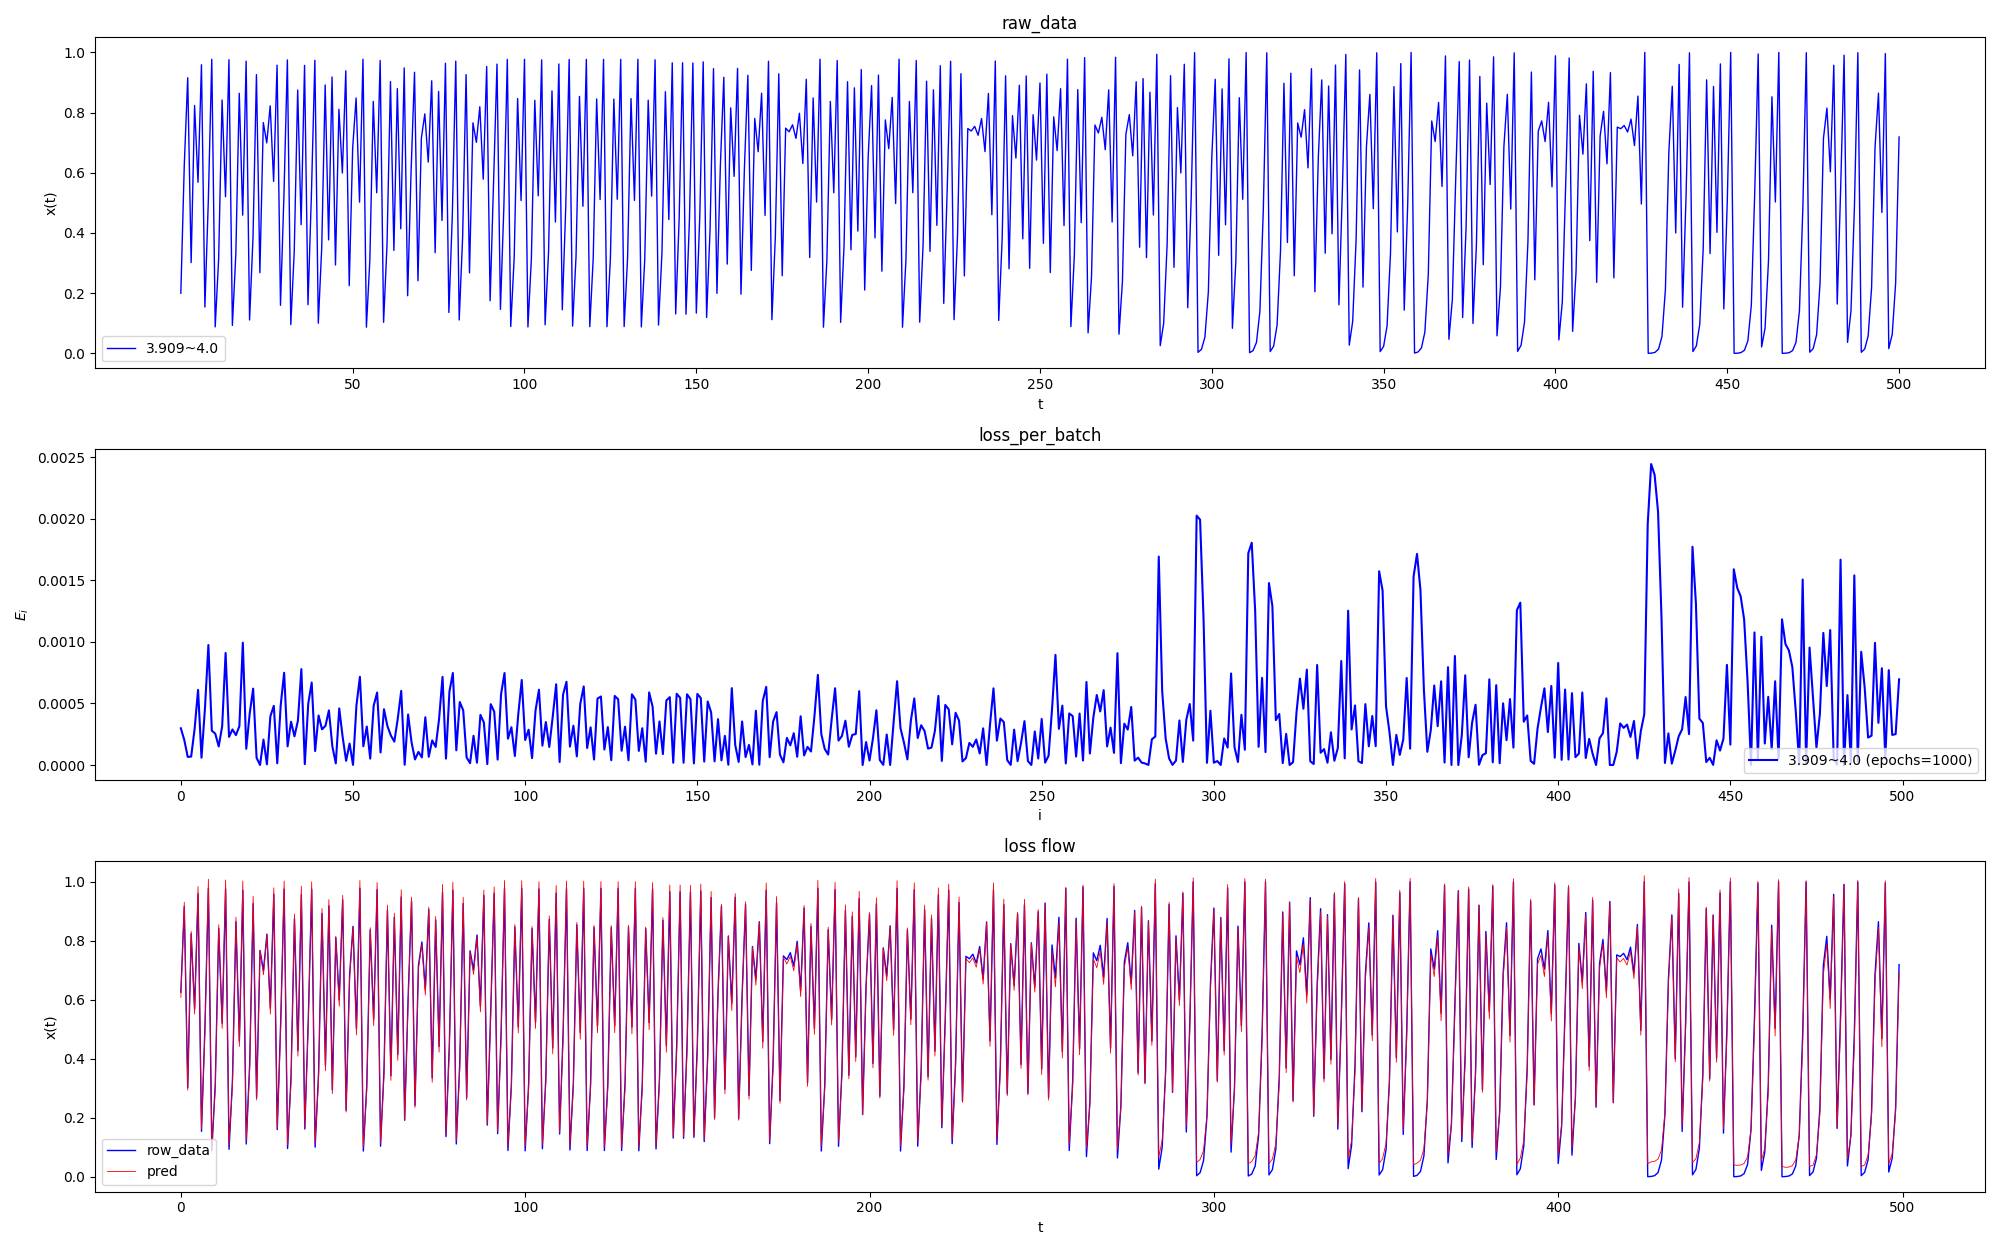 raw_data
x(t)
1.0
0.8
0.6
0.4
0.2
0.0
3.909~4.0
50 100 150 200 250 300 350 400 450 500
t
loss_per_batch
E_i
0.0025
0.0020
0.0015
0.0010
0.0005
0.0000
3.909~4.0 (epochs=1000)
0 50 100 150 200 250 300 350 400 450 500
i
loss flow
x(t)
1.0
0.8
0.6
0.4
0.2
0.0
row_data
pred
0 100 200 300 400 500
t